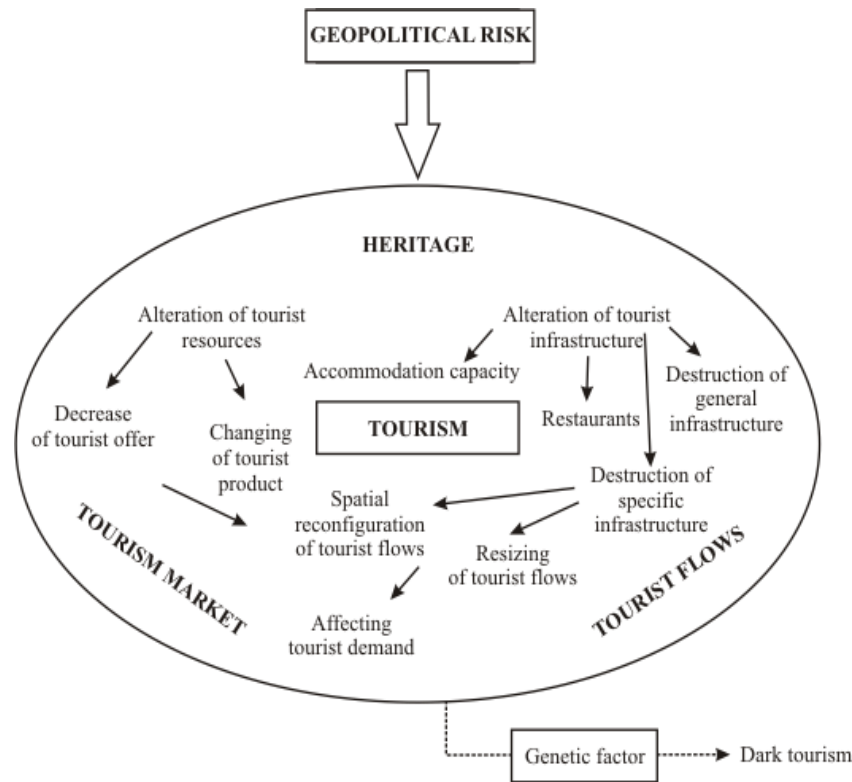 GEOPOLITICAL RISK
HERITAGE
Alteration of tourist
resources
Alteration of tourist
infrastructure
Accommodation capacity
Destruction of
general
infrastructure
Decrease
of tourist offer
Changing
of tourist
product
TOURISM
Restaurants
Spatial
reconfiguration
of tourist flows
Destruction of
specific
infrastructure
Resizing
of tourist flows
TOURISM MARKET
TOURIST FLOWS
Affecting
tourist demand
Genetic factor
Dark tourism